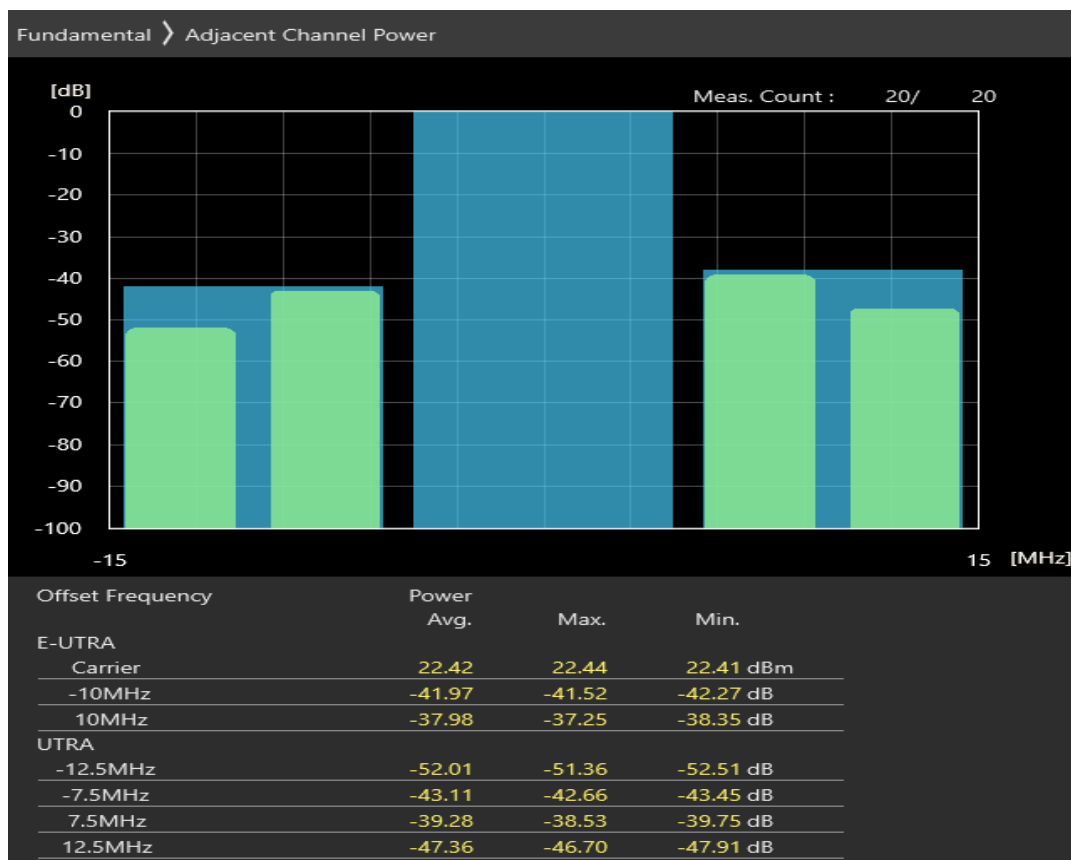 Fundamental ❯ Adjacent Channel Power
[dB]
Meas. Count : 20/ 20
0
-10
-20
-30
-40
-50
-60
-70
-80
-90
-100
-15 15 [MHz]
Offset Frequency Power
Avg. Max. Min.
E-UTRA
Carrier 22.42 22.44 22.41 dBm
-10MHz -41.97 -41.52 -42.27 dB
10MHz -37.98 -37.25 -38.35 dB
UTRA
-12.5MHz -52.01 -51.36 -52.51 dB
-7.5MHz -43.11 -42.66 -43.45 dB
7.5MHz -39.28 -38.53 -39.75 dB
12.5MHz -47.36 -46.70 -47.91 dB